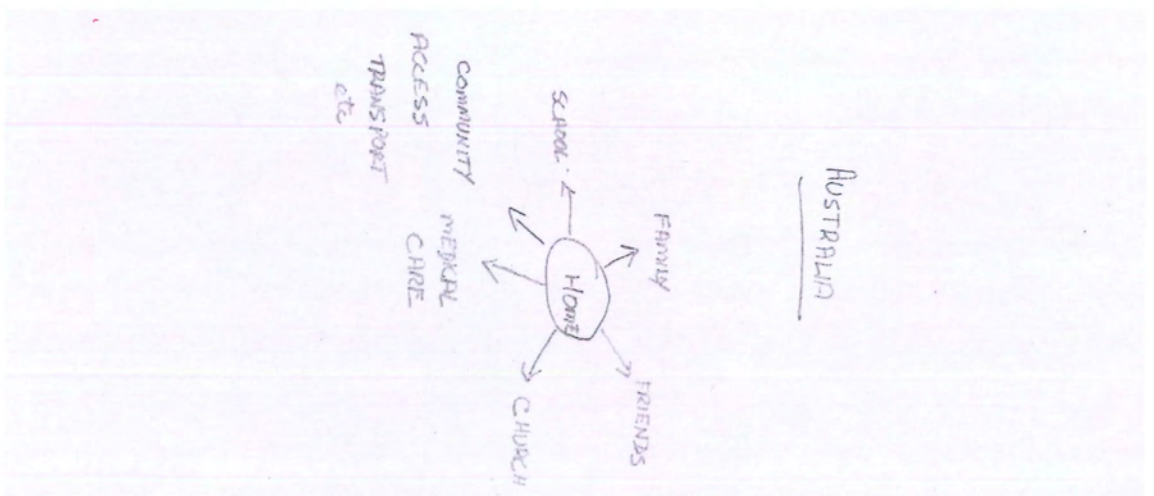 AUSTRALIA
FAMILY
FRIENDS
SCHOOL.
HOME
CHURCH
COMMUNITY
ACCESS
TRANSPORT
etc
MEDICAL
CARE